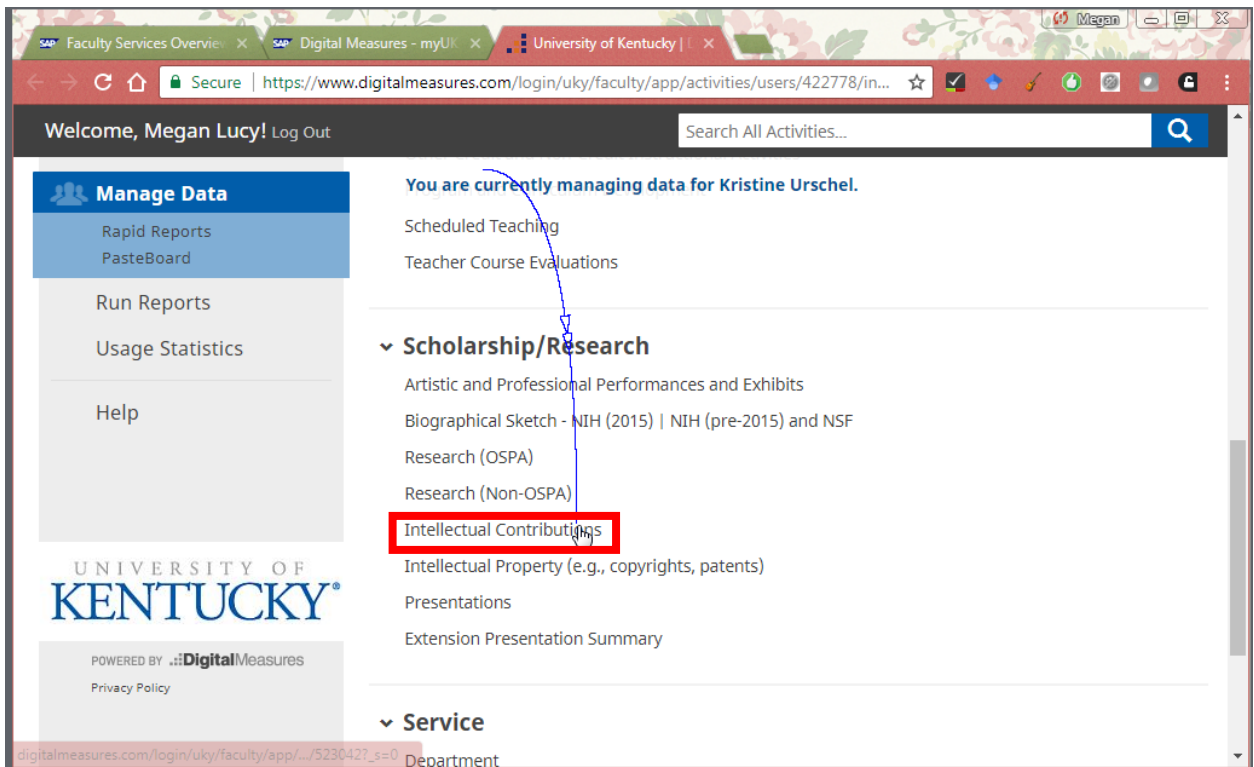 Megan
SAP Faculty Services Overview
SAP Digital Measures - myUK
University of Kentucky |
Secure | https://www.digitalmeasures.com/login/uky/faculty/app/activities/users/422778/in...
Welcome, Megan Lucy! Log Out
Search All Activities...
Manage Data
Rapid Reports
PasteBoard
Run Reports
Usage Statistics
Help
UNIVERSITY OF
KENTUCKY®
POWERED BY .::DigitalMeasures
Privacy Policy
You are currently managing data for Kristine Urschel.
Scheduled Teaching
Teacher Course Evaluations
Scholarship/Research
Artistic and Professional Performances and Exhibits
Biographical Sketch - NIH (2015) | NIH (pre-2015) and NSF
Research (OSPA)
Research (Non-OSPA)
Intellectual Contributions
Intellectual Property (e.g., copyrights, patents)
Presentations
Extension Presentation Summary
Service
Department
digitalmeasures.com/login/uky/faculty/app/.../523042?_s=0